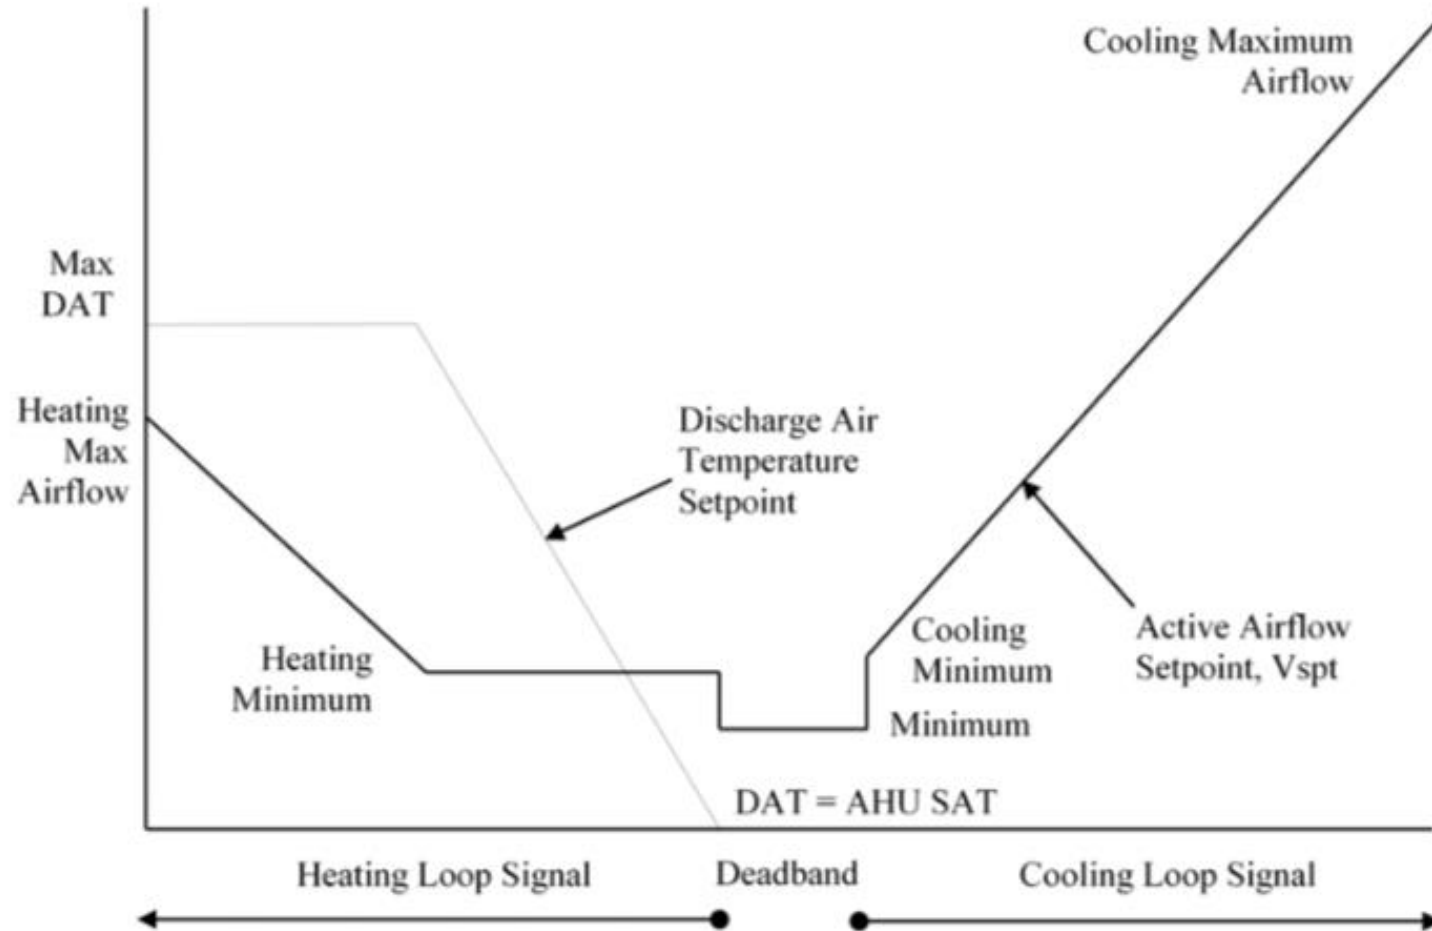 Cooling Maximum
Airflow
Max
DAT
Heating
Max
Airflow
Discharge Air
Temperature
Setpoint
Heating
Minimum
Cooling
Minimum
Active Airflow
Setpoint, Vspt
Minimum
DAT = AHU SAT
Heating Loop Signal
Deadband
Cooling Loop Signal